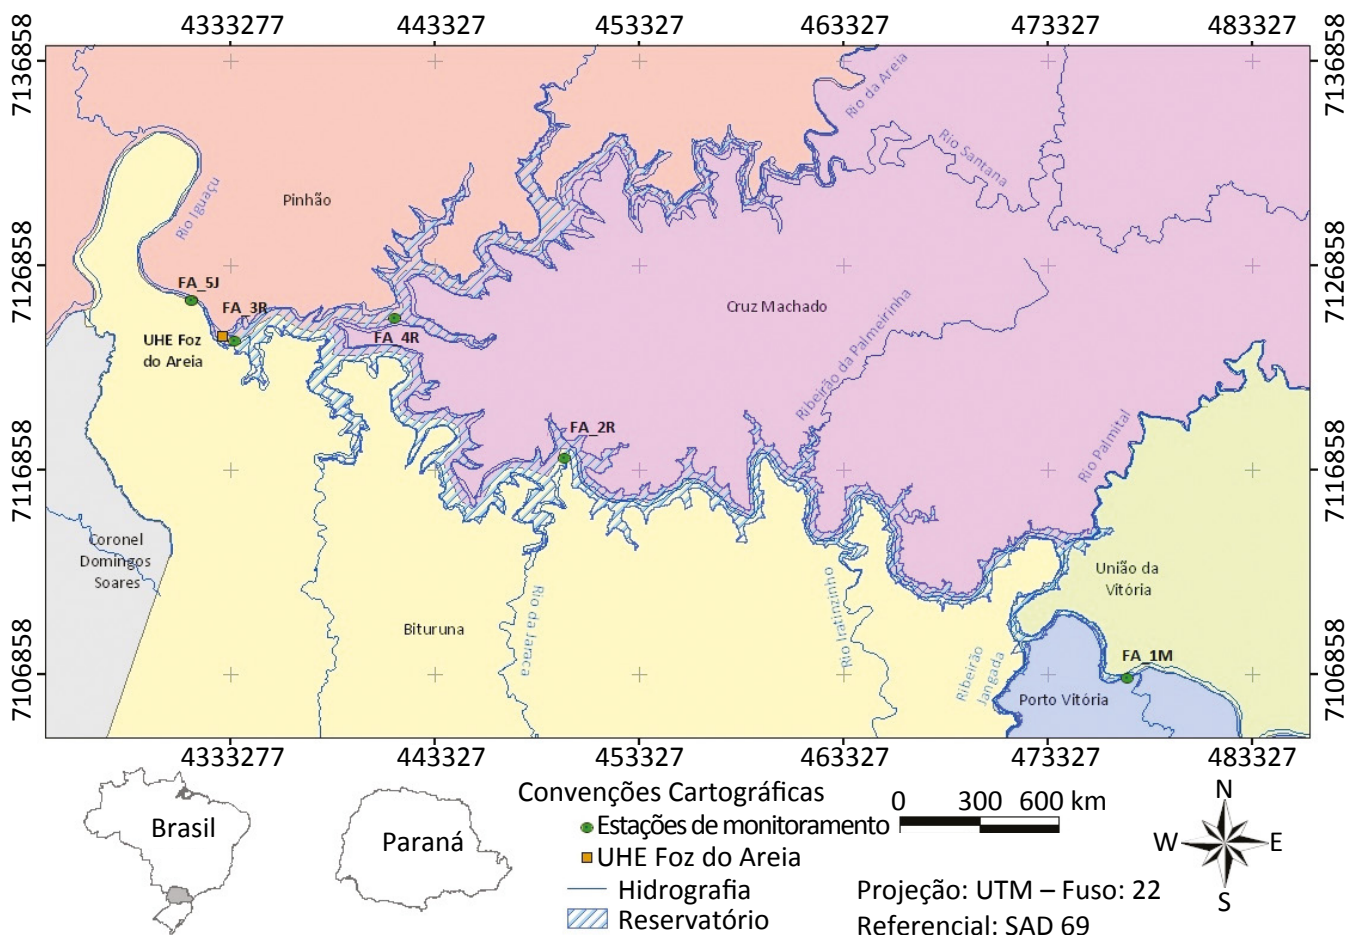 4333277 443327 453327 463327 473327 483327
7136858
7136858
Rio da Areia
Rio Santana
Rio Iguaçu
Pinhão
7126858
7126858
FA_5J
FA_3R
Cruz Machado
UHE Foz
do Areia
FA_4R
Ribeirão da Palmeirinha
FA_2R
Rio Palmital
7116858
7116858
Coronel
Domingos
Soares
União da
Vitória
Rio da Jararaca
Rio Iratinzinho
Bituruna
FA_1M
Ribeirão
Jangada
Porto Vitória
7106858
7106858
4333277 443327 453327 463327 473327 483327
Brasil
Paraná
Convenções Cartográficas
Estações de monitoramento
UHE Foz do Areia
Hidrografia
Reservatório
0 300 600 km
Projeção: UTM – Fuso: 22
Referencial: SAD 69
N
W
E
S